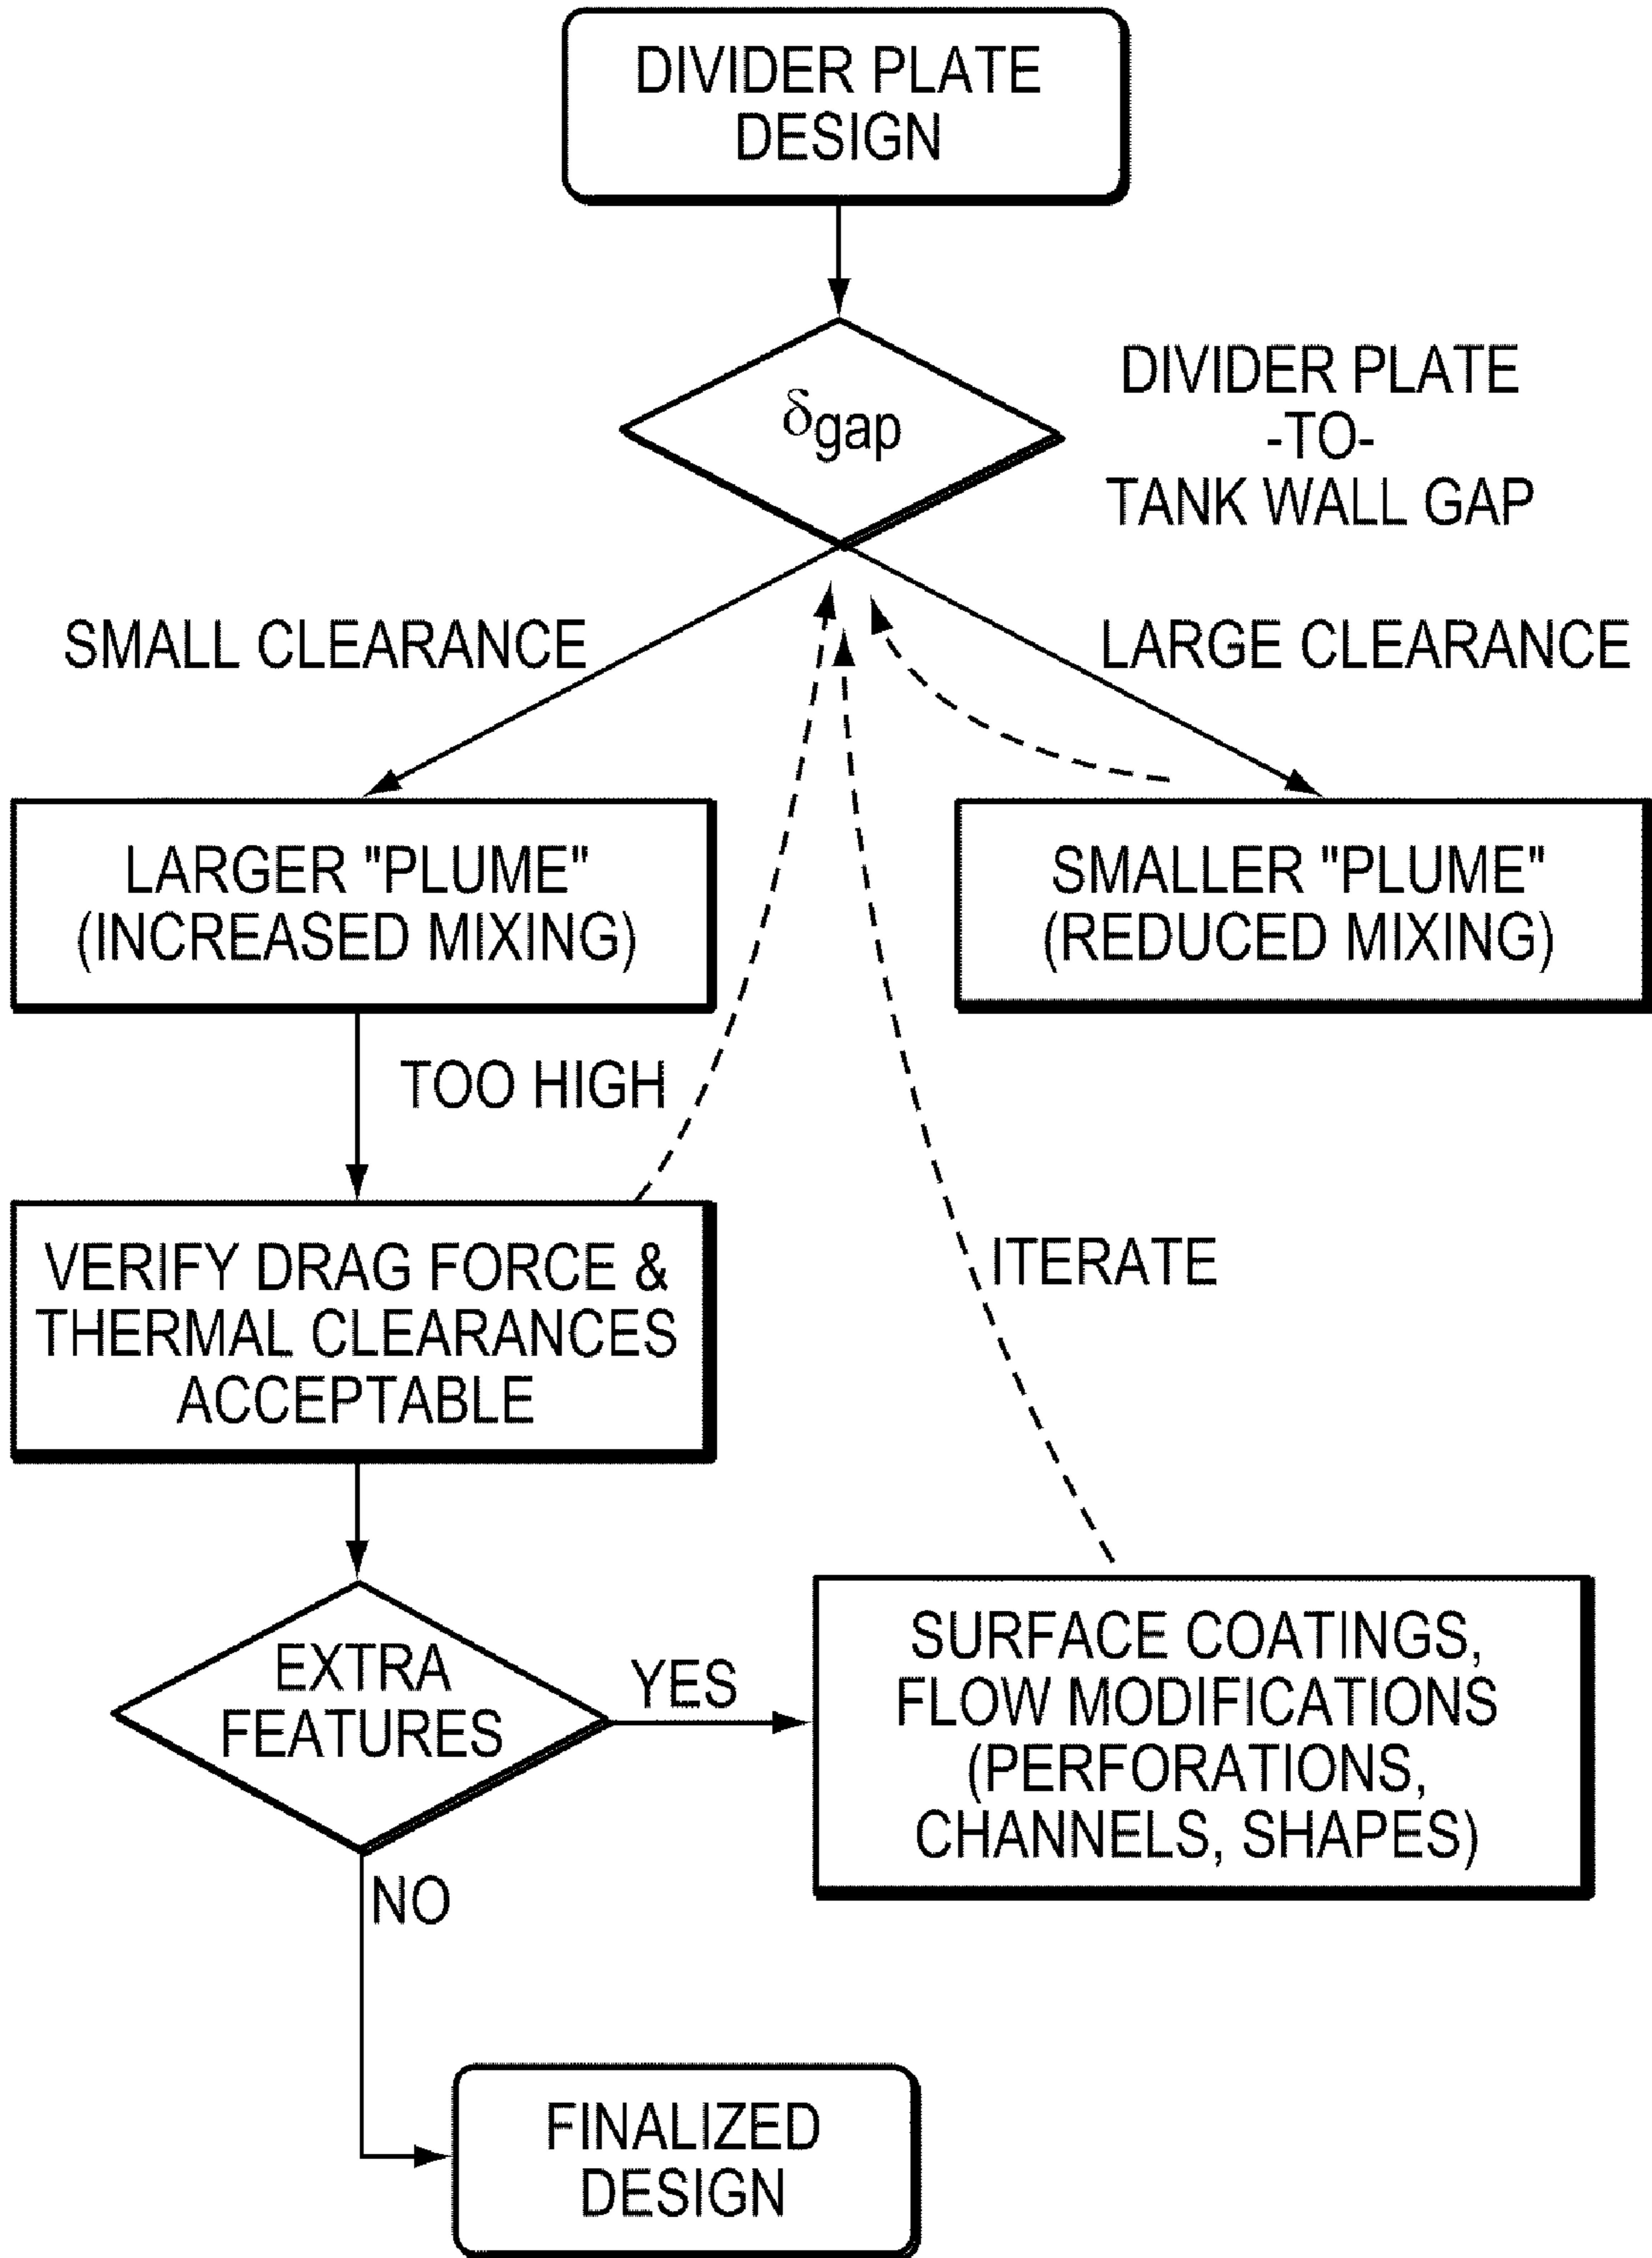 DIVIDER PLATE
DESIGN
δgap
DIVIDER PLATE
-TO-
TANK WALL GAP
SMALL CLEARANCE
LARGE CLEARANCE
LARGER "PLUME"
(INCREASED MIXING)
SMALLER "PLUME"
(REDUCED MIXING)
TOO HIGH
VERIFY DRAG FORCE &
THERMAL CLEARANCES
ACCEPTABLE
ITERATE
EXTRA
FEATURES
YES
SURFACE COATINGS,
FLOW MODIFICATIONS
(PERFORATIONS,
CHANNELS, SHAPES)
NO
FINALIZED
DESIGN